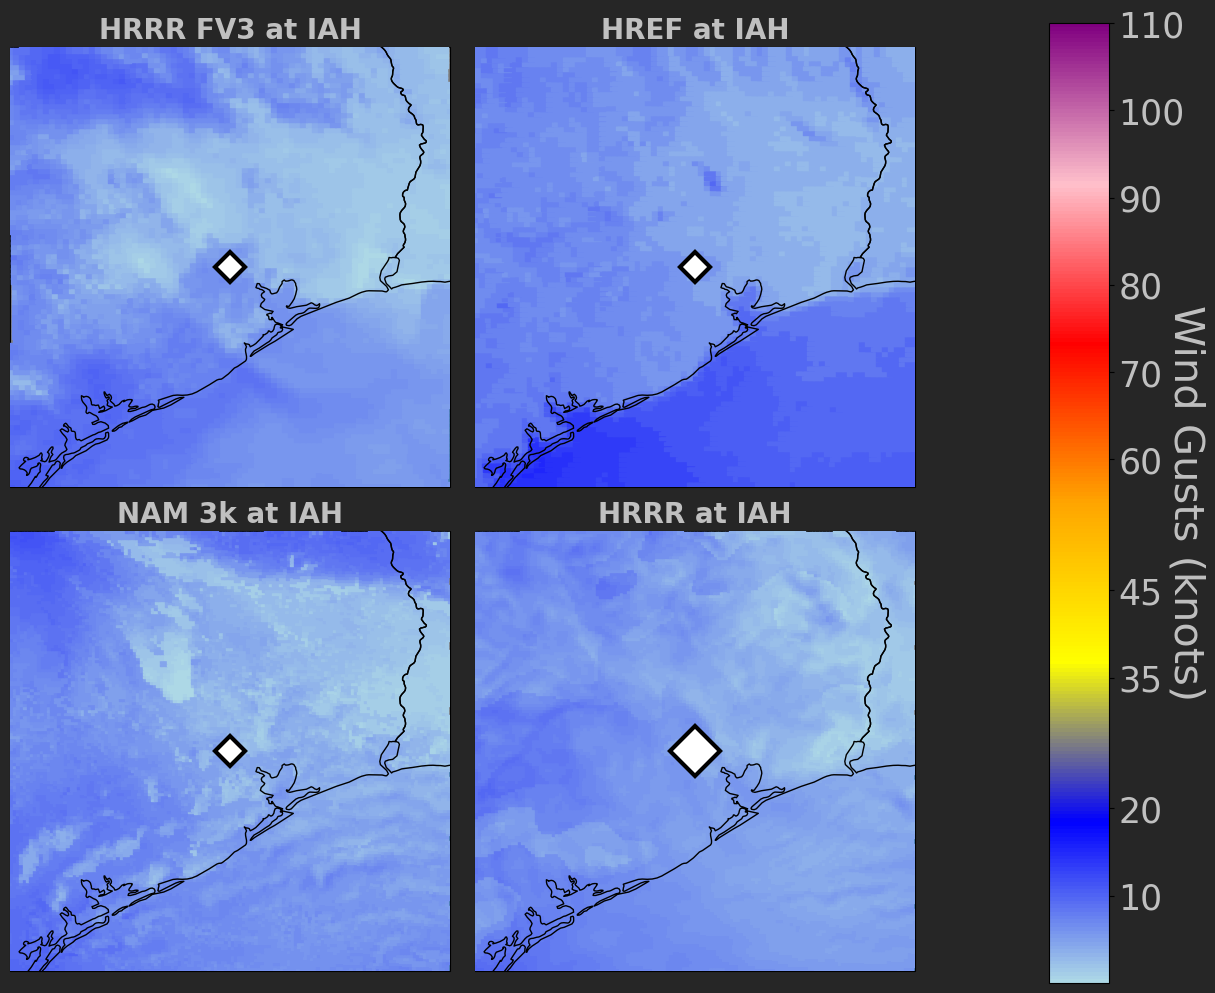 HRRR FV3 at IAH
HREF at IAH
NAM 3k at IAH
HRRR at IAH
110
100
90
80
70
60
45
35
20
10
Wind Gusts (knots)